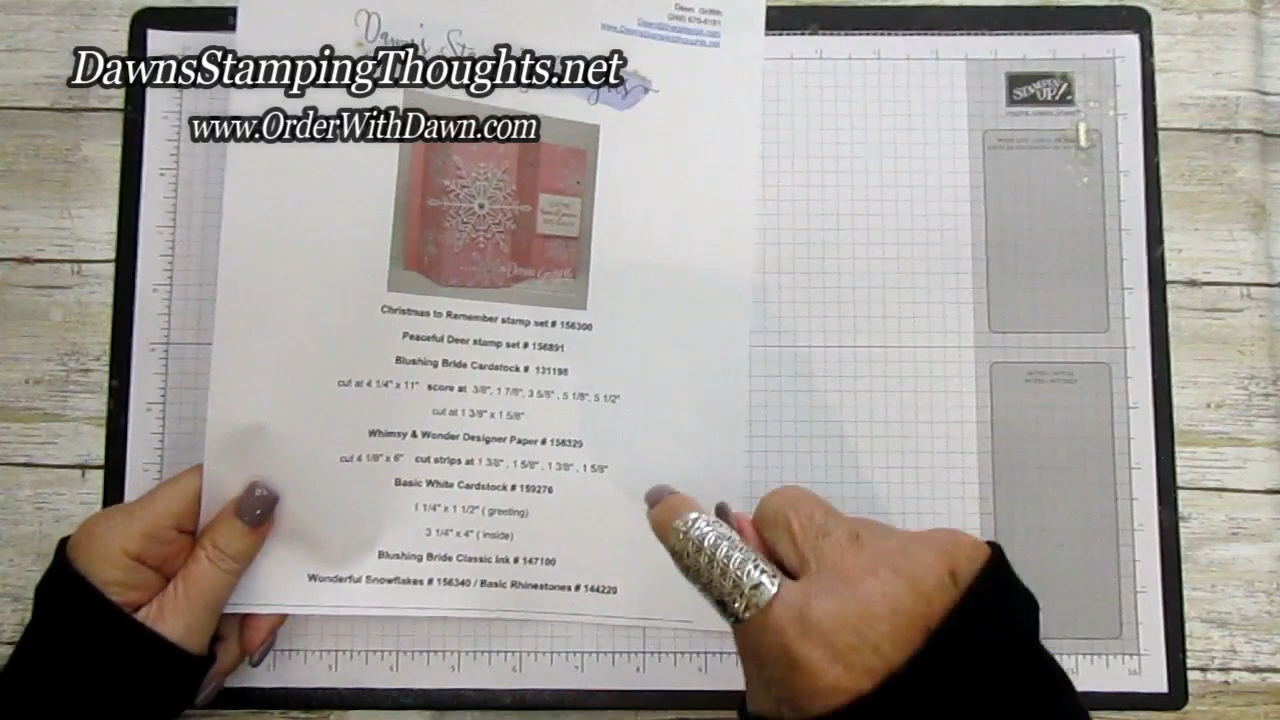 Dawn Griffith
DawnsStampingThoughts.net
www.OrderWithDawn.com
STAMPIN' UP!
Christmas to Remember stamp set # 156300
Peaceful Deer stamp set # 156891
Blushing Bride Cardstock # 131198
cut at 4 1/4" x 11" score at 3/8", 1 7/8", 3 5/8" , 5 1/8", 5 1/2"
cut at 1 3/8" x 1 5/8"
Whimsy & Wonder Designer Paper # 156329
cut 4 1/8" x 6" cut strips at 1 3/8" , 1 5/8" , 1 3/8" , 1 5/8"
Basic White Cardstock # 159276
1 1/4" x 1 1/2" ( greeting)
3 1/4" x 4" ( inside)
Blushing Bride Classic Ink # 147100
Wonderful Snowflakes # 156340 / Basic Rhinestones # 144220